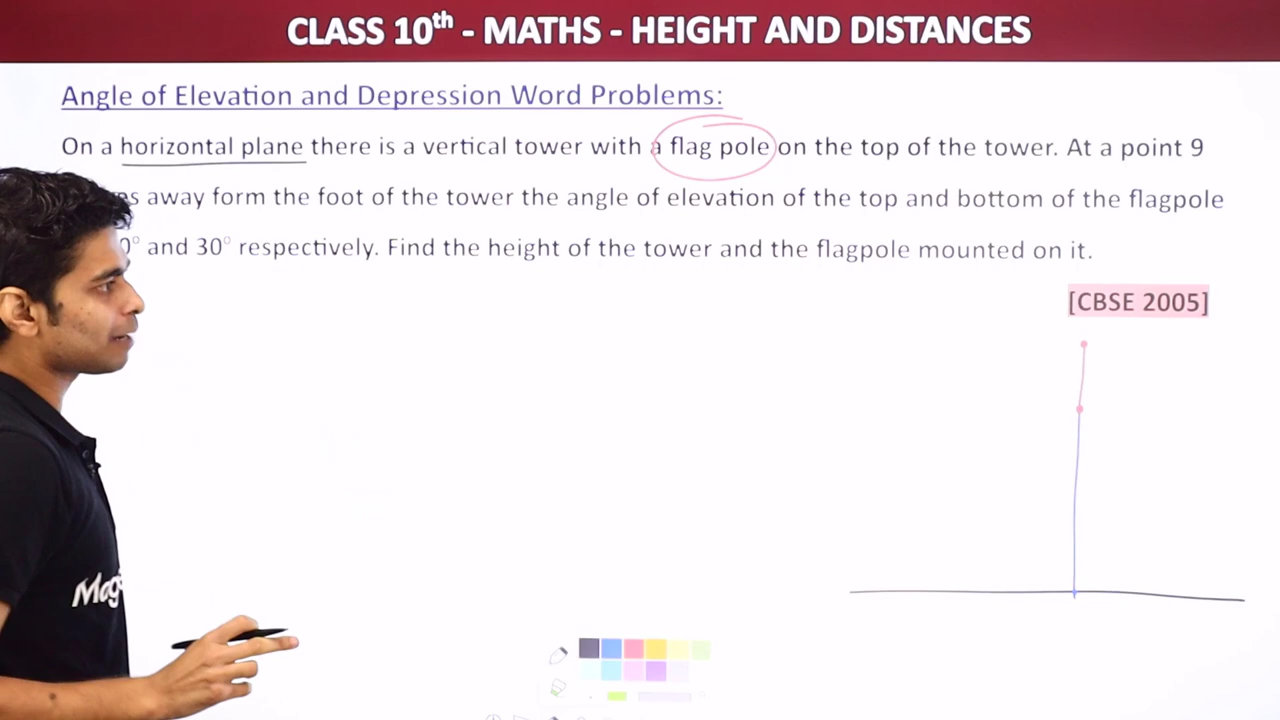 CLASS 10th - MATHS - HEIGHT AND DISTANCES
Angle of Elevation and Depression Word Problems:
On a horizontal plane there is a vertical tower with a flag pole on the top of the tower. At a point 9
away form the foot of the tower the angle of elevation of the top and bottom of the flagpole
and 30° respectively. Find the height of the tower and the flagpole mounted on it.
[CBSE 2005]